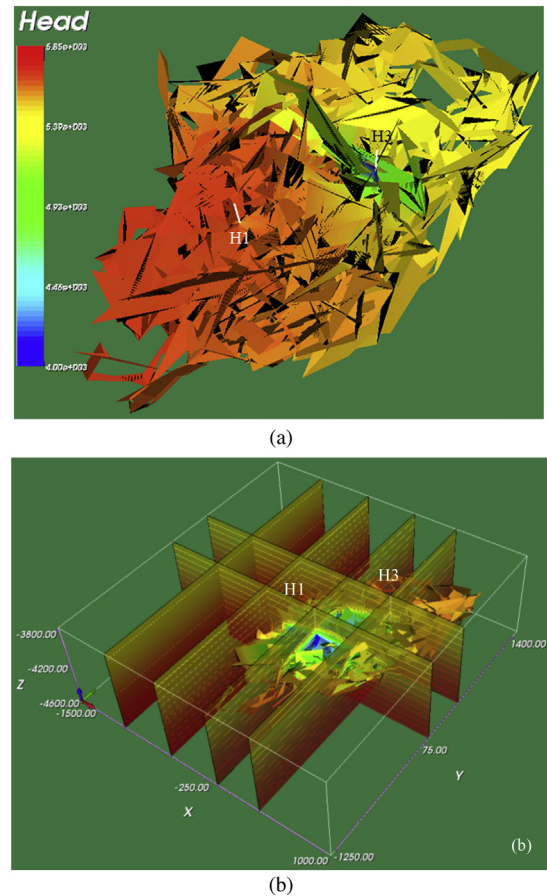 Head
5.85e+003
5.39e+003
4.93e+003
4.46e+003
4.00e+003
H3
H1
(a)
H1
H3
-3800.00
-4200.00
Z
-4600.00
-1500.00
1400.00
75.00
Y
-250.00
X
1000.00
-1250.00
(b)
(b)